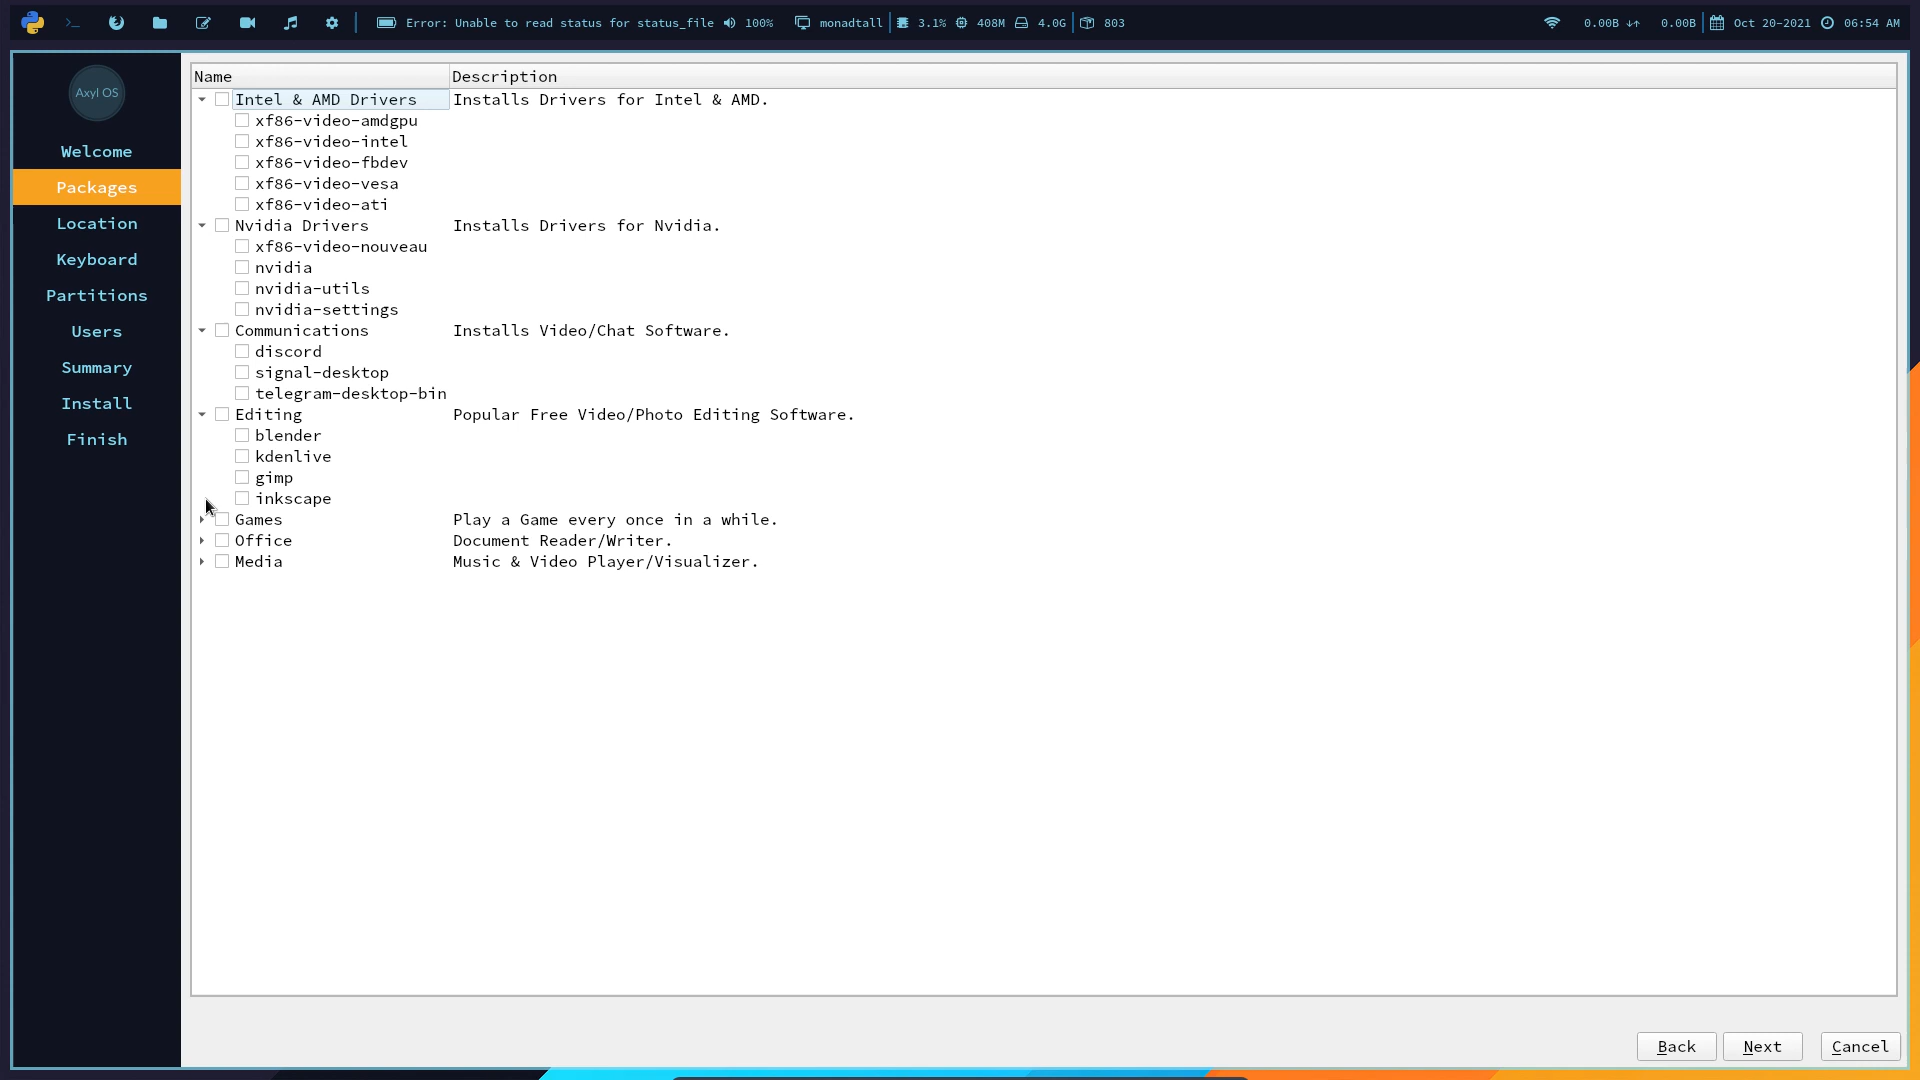 >_ Error: Unable to read status for status_file 100% monadtall 3.1% 408M 4.0G 803 0.00B ↓↑ 0.00B Oct 20-2021 06:54 AM
Axyl OS
Welcome
Packages
Location
Keyboard
Partitions
Users
Summary
Install
Finish
Name Description
Intel & AMD Drivers Installs Drivers for Intel & AMD.
xf86-video-amdgpu
xf86-video-intel
xf86-video-fbdev
xf86-video-vesa
xf86-video-ati
Nvidia Drivers Installs Drivers for Nvidia.
xf86-video-nouveau
nvidia
nvidia-utils
nvidia-settings
Communications Installs Video/Chat Software.
discord
signal-desktop
telegram-desktop-bin
Editing Popular Free Video/Photo Editing Software.
blender
kdenlive
gimp
inkscape
Games Play a Game every once in a while.
Office Document Reader/Writer.
Media Music & Video Player/Visualizer.
Back Next Cancel